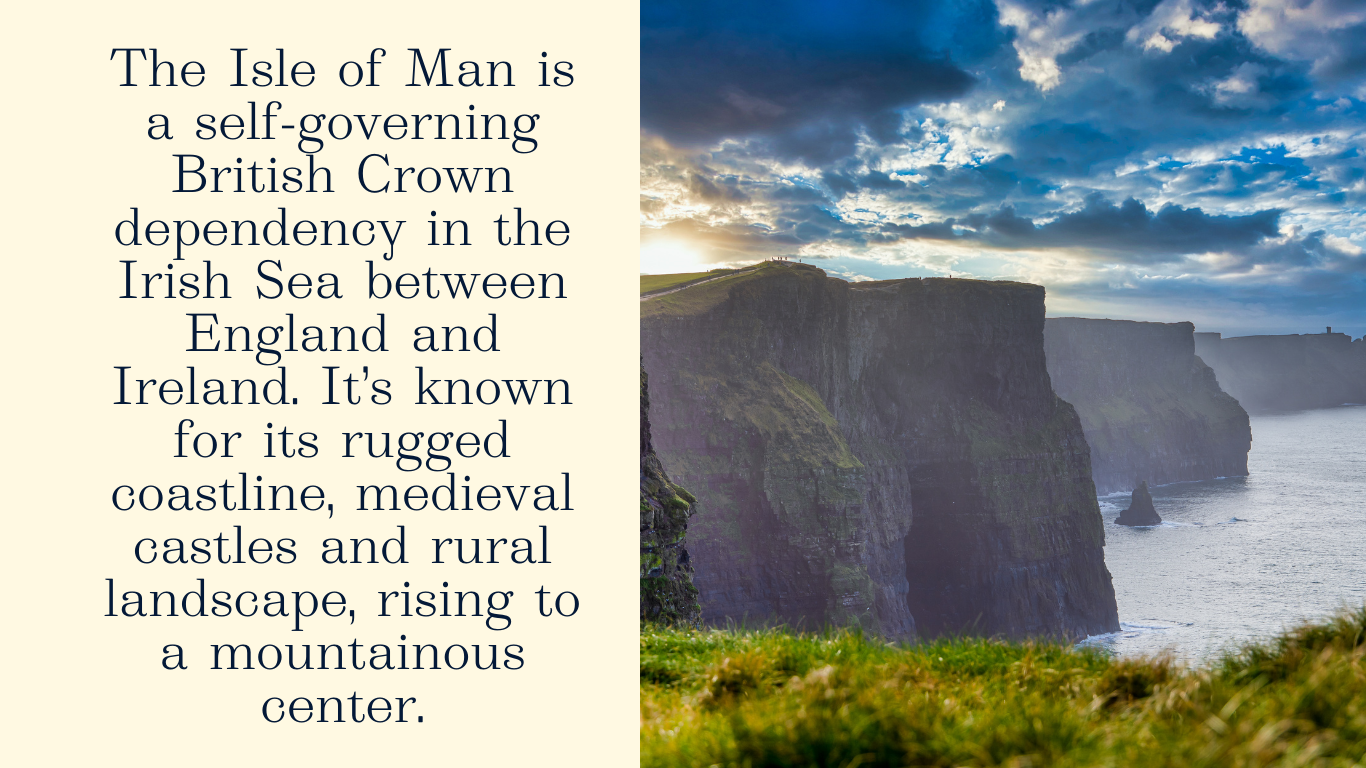 The Isle of Man is
a self-governing
British Crown
dependency in the
Irish Sea between
England and
Ireland. It’s known
for its rugged
coastline, medieval
castles and rural
landscape, rising to
a mountainous
center.